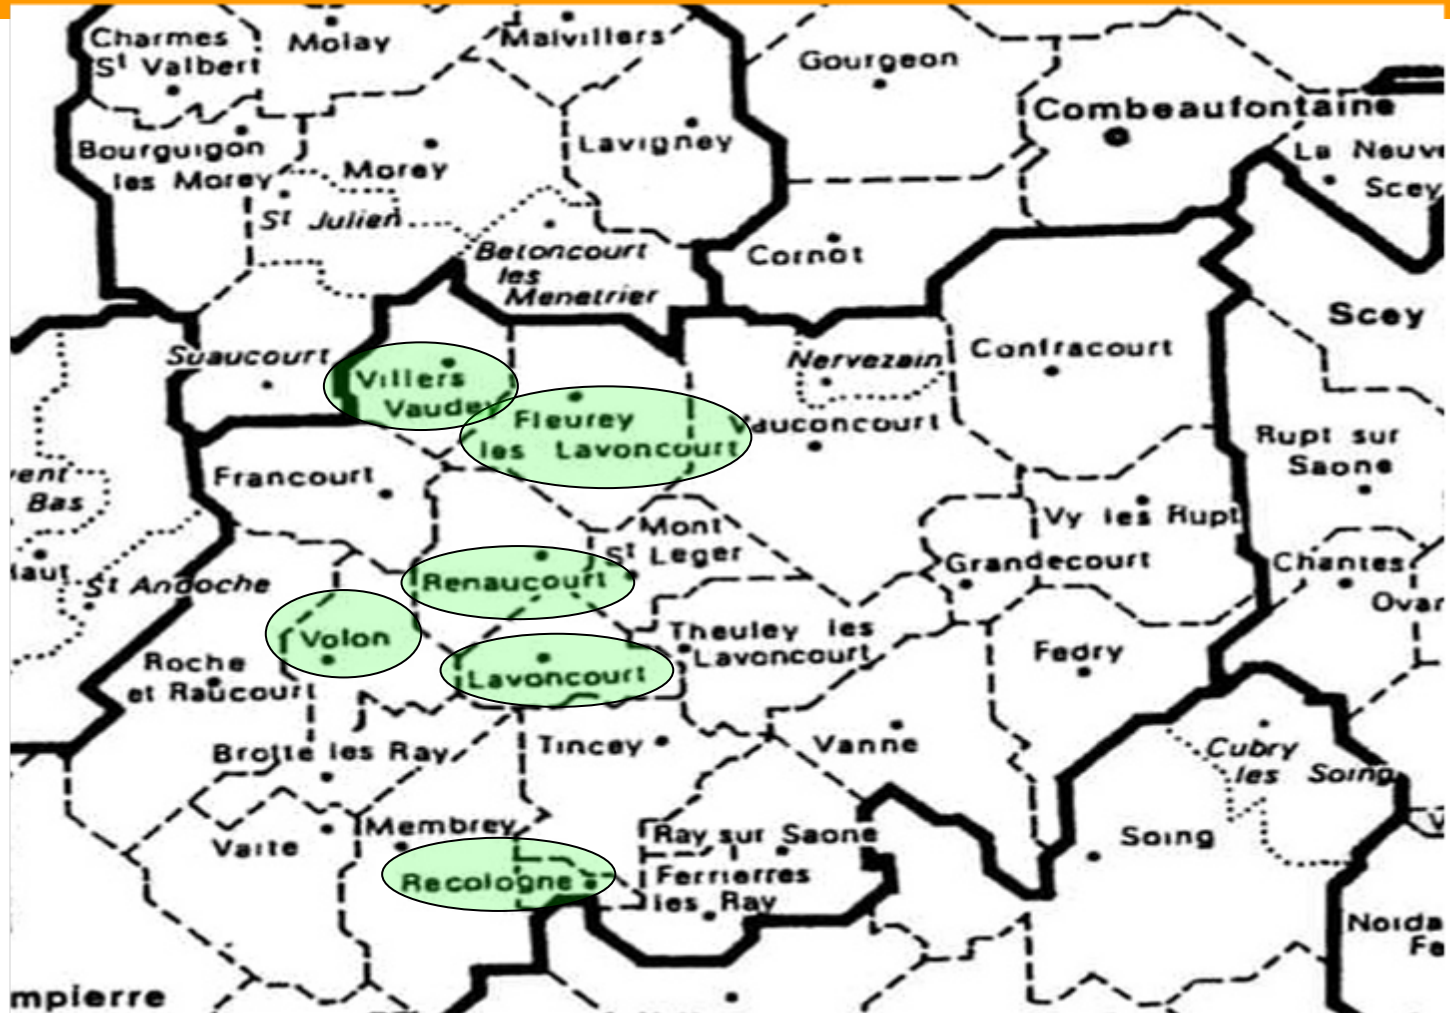 Charmes
St Valbert
Molay
Malvillers
Gourgeon
Combeaufontaine
Bourguignon
les Morey
Morey
Lavigney
La Neuve
Scey
St Julien
Betoncourt
les
Menetrier
Cornot
Scey
Suaucourt
Villers
Vaudey
Nervezain
Confracourt
Fleurey
les Lavoncourt
Vauconcourt
Rupt sur
Saone
Francourt
Bas
Mont
St Leger
Vy les Rupt
Grandecourt
Chantes
Renaucourt
St Andoche
Volon
Theuley les
Lavoncourt
Fedry
Roche
et Raucourt
Lavoncourt
Brotte les Ray
Tincey
Vanne
Cubry
les Soing
Vaite
Membrey
Ray sur Saone
Soing
Recologne
Ferrierres
les Ray
mpierre